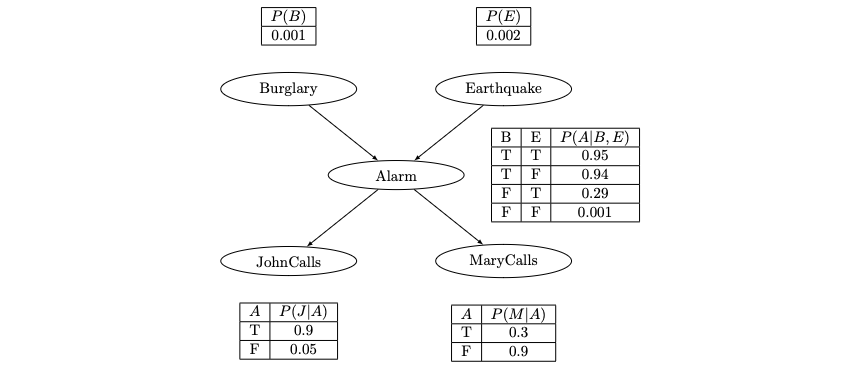 P(B) P(E)
0.001 0.002
Burglary Earthquake
B E P(A|B, E)
T T 0.95
T F 0.94
F T 0.29
F F 0.001
Alarm
JohnCalls MaryCalls
A P(J|A)
T 0.9
F 0.05
A P(M|A)
T 0.3
F 0.9